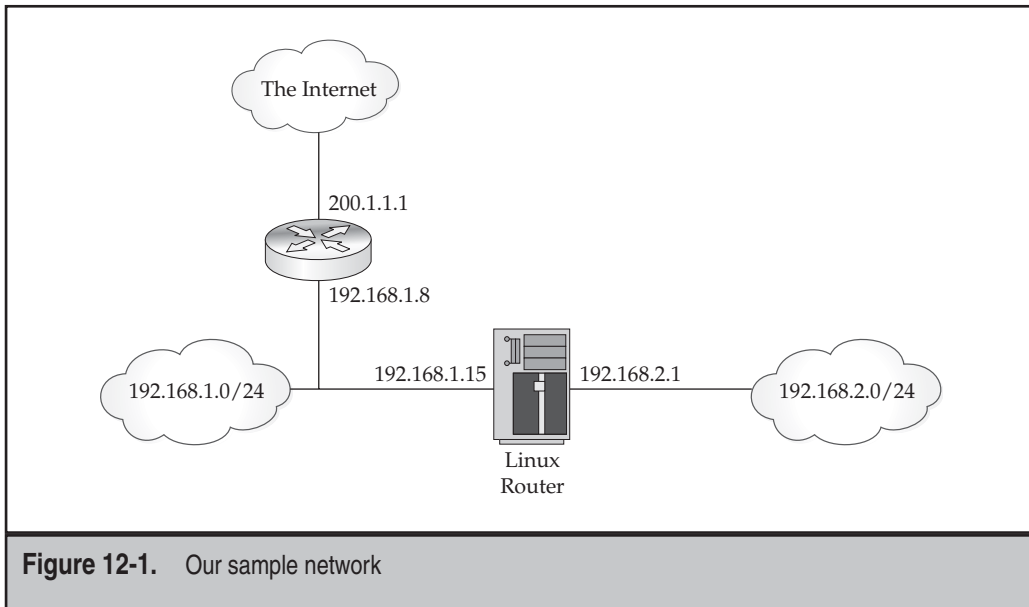 The Internet
200.1.1.1
192.168.1.8
192.168.1.0/24
192.168.1.15
192.168.2.1
192.168.2.0/24
Linux
Router
Figure 12-1. Our sample network